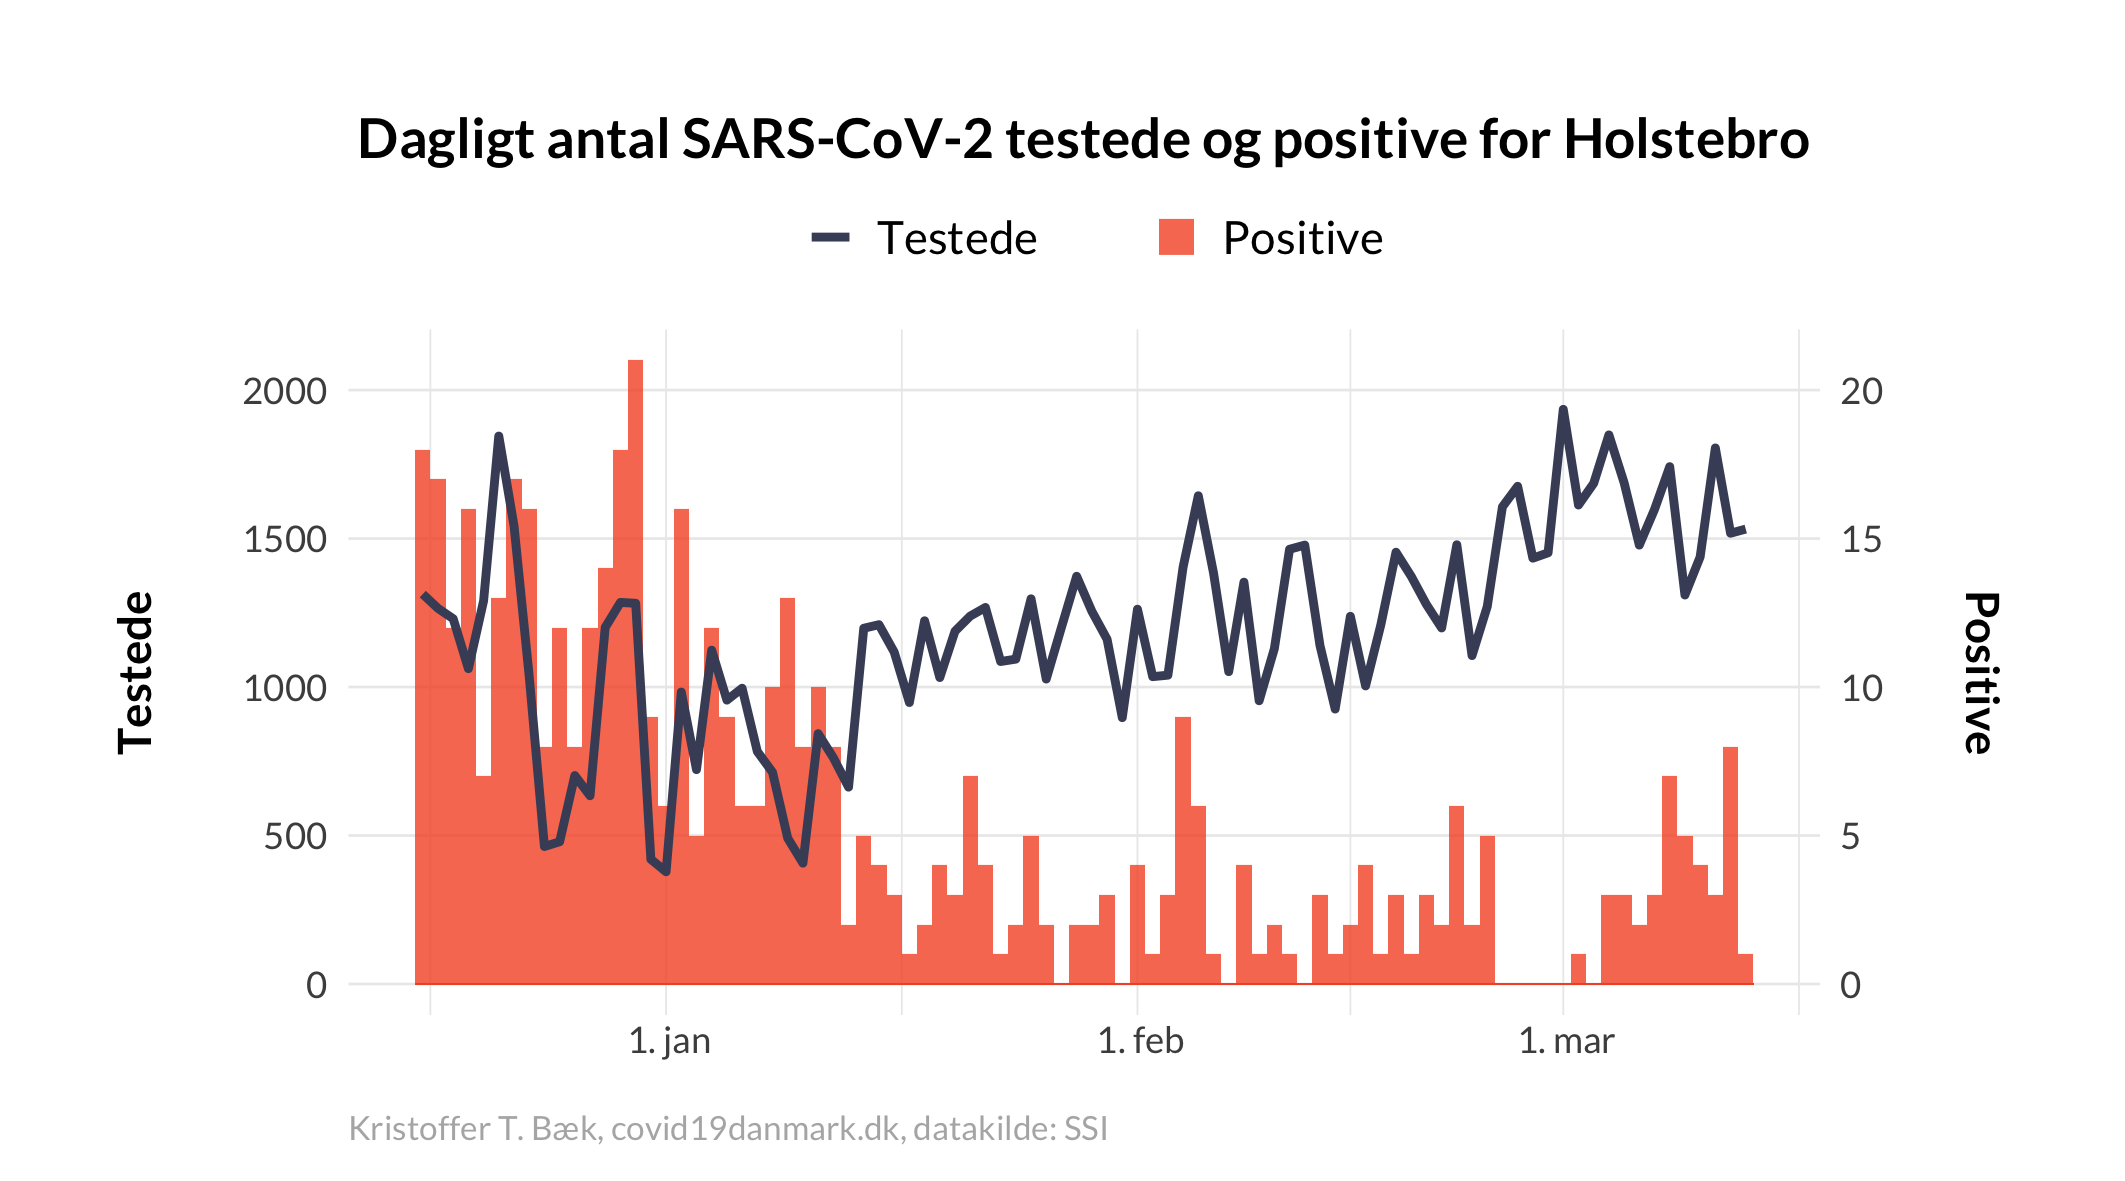 Dagligt antal SARS-CoV-2 testede og positive for Holstebro
Testede
Positive
2000
1500
1000
500
0
20
15
10
5
0
Testede
Positive
1. jan
1. feb
1. mar
Kristoffer T. Bæk, covid19danmark.dk, datakilde: SSI